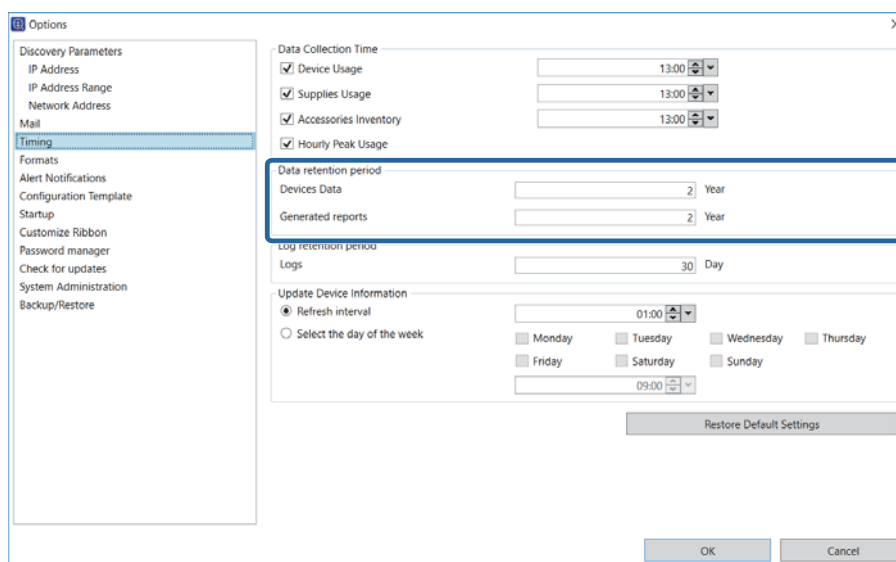 Options
Discovery Parameters
IP Address
IP Address Range
Network Address
Mail
Timing
Formats
Alert Notifications
Configuration Template
Startup
Customize Ribbon
Password manager
Check for updates
System Administration
Backup/Restore
Data Collection Time
Device Usage 13:00
Supplies Usage 13:00
Accessories Inventory 13:00
Hourly Peak Usage
Data retention period
Devices Data 2 Year
Generated reports 2 Year
Log retention period
Logs 30 Day
Update Device Information
Refresh interval 01:00
Select the day of the week
Monday Tuesday Wednesday Thursday
Friday Saturday Sunday
09:00
Restore Default Settings
OK Cancel